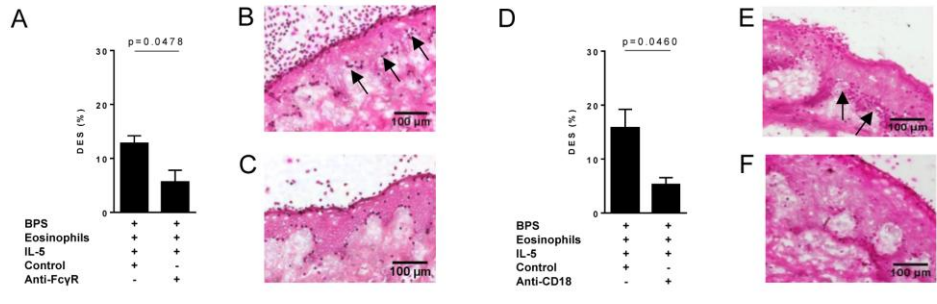 A
p=0.0478
30
20
10
0
DES (%)
BPS + +
Eosinophils + +
IL-5 + +
Control + -
Anti-FcγR - +
B
100 µm
C
100 µm
D
p=0.0460
30
20
10
0
DES (%)
BPS + +
Eosinophils + +
IL-5 + +
Control + -
Anti-CD18 - +
E
100 µm
F
100 µm